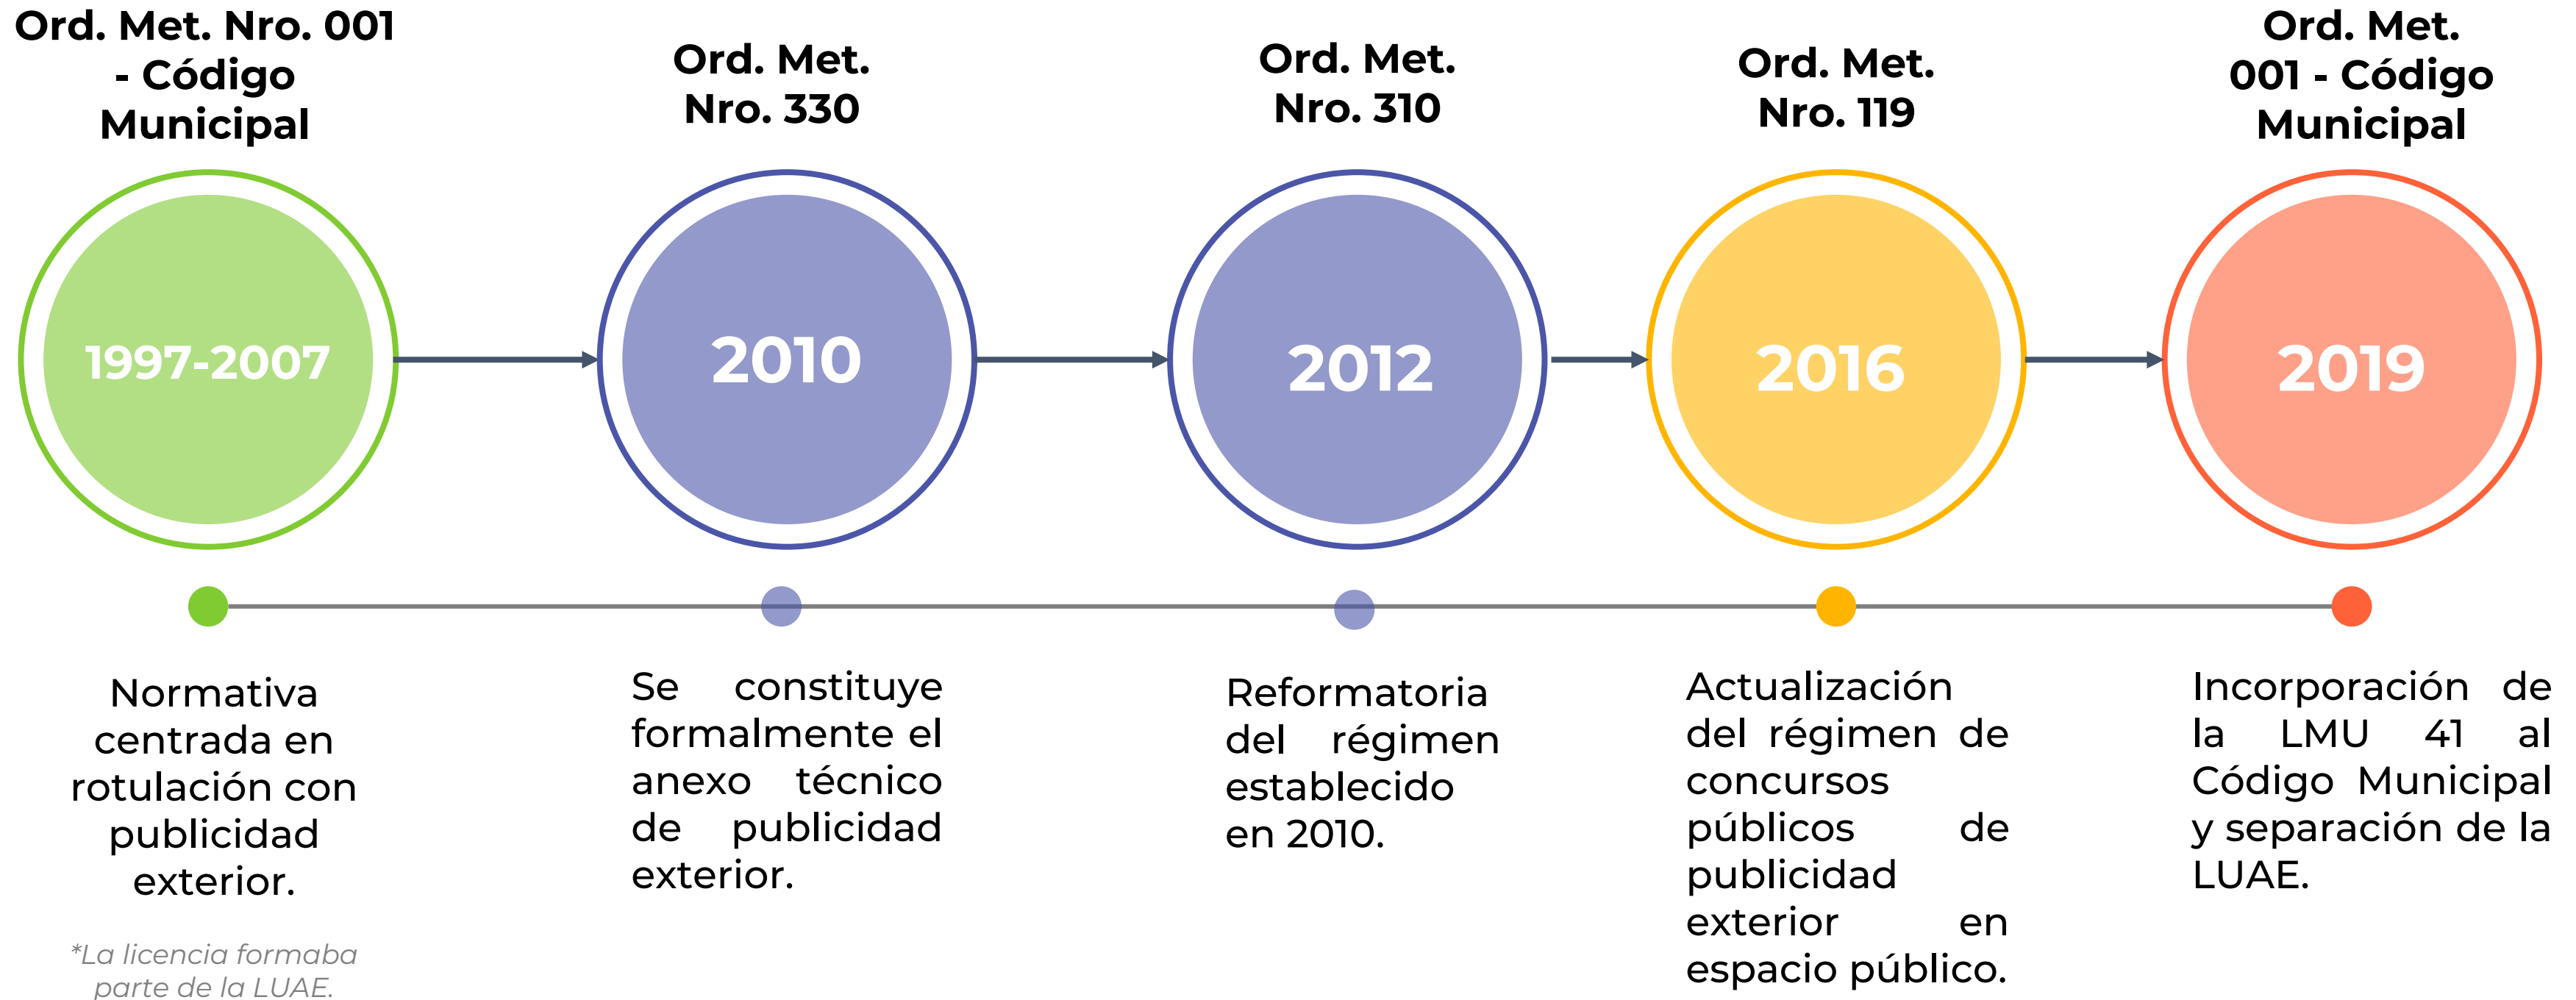 Ord. Met. Nro. 001
- Código
Municipal
1997-2007
Normativa
centrada en
rotulación con
publicidad
exterior.
*La licencia formaba
parte de la LUAE.
Ord. Met.
Nro. 330
2010
Se constituye
formalmente el
anexo técnico
de publicidad
exterior.
Ord. Met.
Nro. 310
2012
Reformatoria
del régimen
establecido
en 2010.
Ord. Met.
Nro. 119
2016
Actualización
del régimen de
concursos
públicos de
publicidad
exterior en
espacio público.
Ord. Met.
001 - Código
Municipal
2019
Incorporación de
la LMU 41 al
Código Municipal
y separación de la
LUAE.